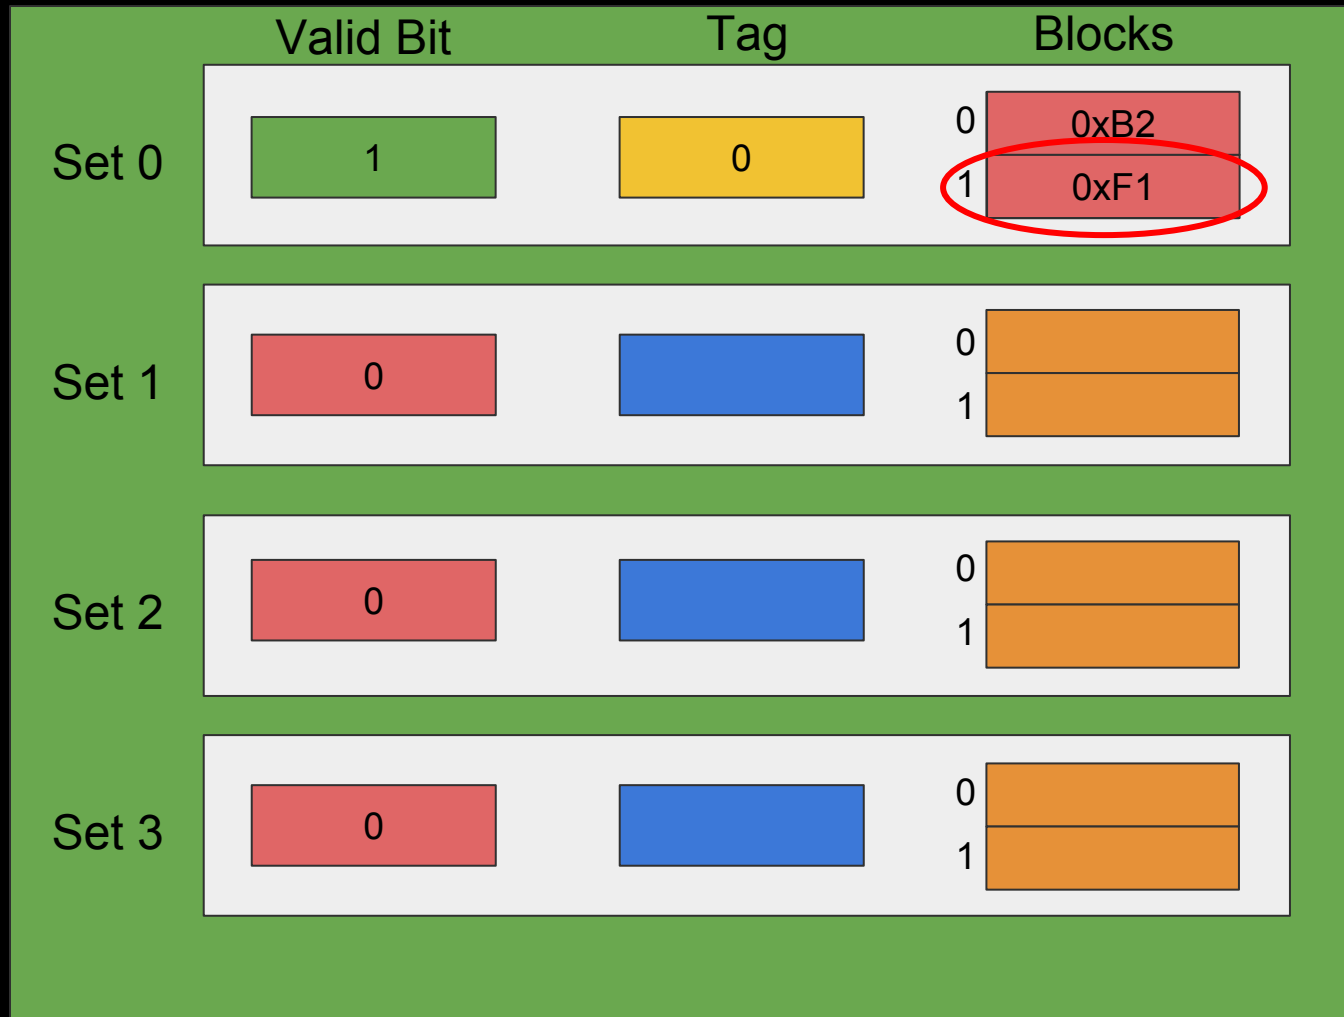 Valid Bit Tag Blocks
Set 0 1 0 0 0xB2
1 0xF1
Set 1 0 0
1
Set 2 0 0
1
Set 3 0 0
1